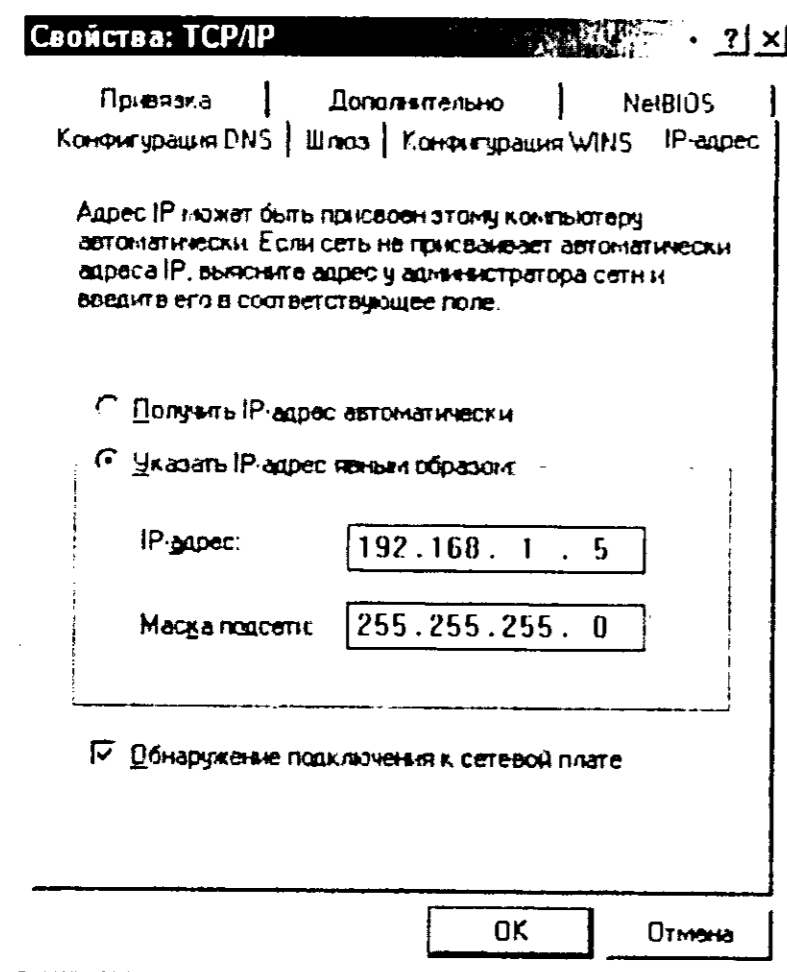 Свойства: TCP/IP
Привязка Дополнительно NetBIOS
Конфигурация DNS Шлюз Конфигурация WINS IP-адрес
Адрес IP может быть присвоен этому компьютеру
автоматически. Если сеть не присваивает автоматически
адреса IP, выясните адрес у администратора сети и
введите его в соответствующее поле.
Получить IP-адрес автоматически
Указать IP-адрес явным образом:
IP-адрес: 192.168. 1 . 5
Маска подсети: 255.255.255. 0
Обнаружение подключения к сетевой плате
OK Отмена